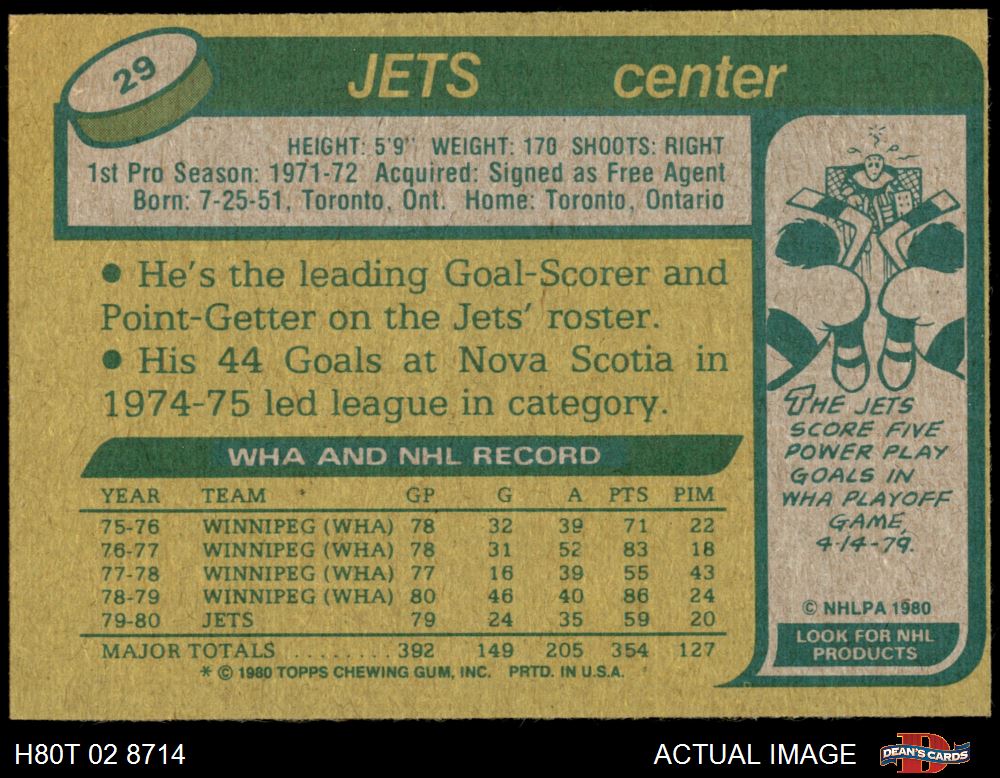 29
JETS center
HEIGHT: 5'9" WEIGHT: 170 SHOOTS: RIGHT
1st Pro Season: 1971-72 Acquired: Signed as Free Agent
Born: 7-25-51, Toronto, Ont. Home: Toronto, Ontario
• He's the leading Goal-Scorer and
Point-Getter on the Jets' roster.
• His 44 Goals at Nova Scotia in
1974-75 led league in category.
WHA AND NHL RECORD
YEAR TEAM GP G A PTS PIM
75-76 WINNIPEG (WHA) 78 32 39 71 22
76-77 WINNIPEG (WHA) 78 31 52 83 18
77-78 WINNIPEG (WHA) 77 16 39 55 43
78-79 WINNIPEG (WHA) 80 46 40 86 24
79-80 JETS 79 24 35 59 20
MAJOR TOTALS ........ 392 149 205 354 127
* © 1980 TOPPS CHEWING GUM, INC. PRTD. IN U.S.A.
THE JETS
SCORE FIVE
POWER PLAY
GOALS IN
WHA PLAYOFF
GAME,
4-14-79.
© NHLPA 1980
LOOK FOR NHL
PRODUCTS
H80T 02 8714
ACTUAL IMAGE
DEAN'S CARDS